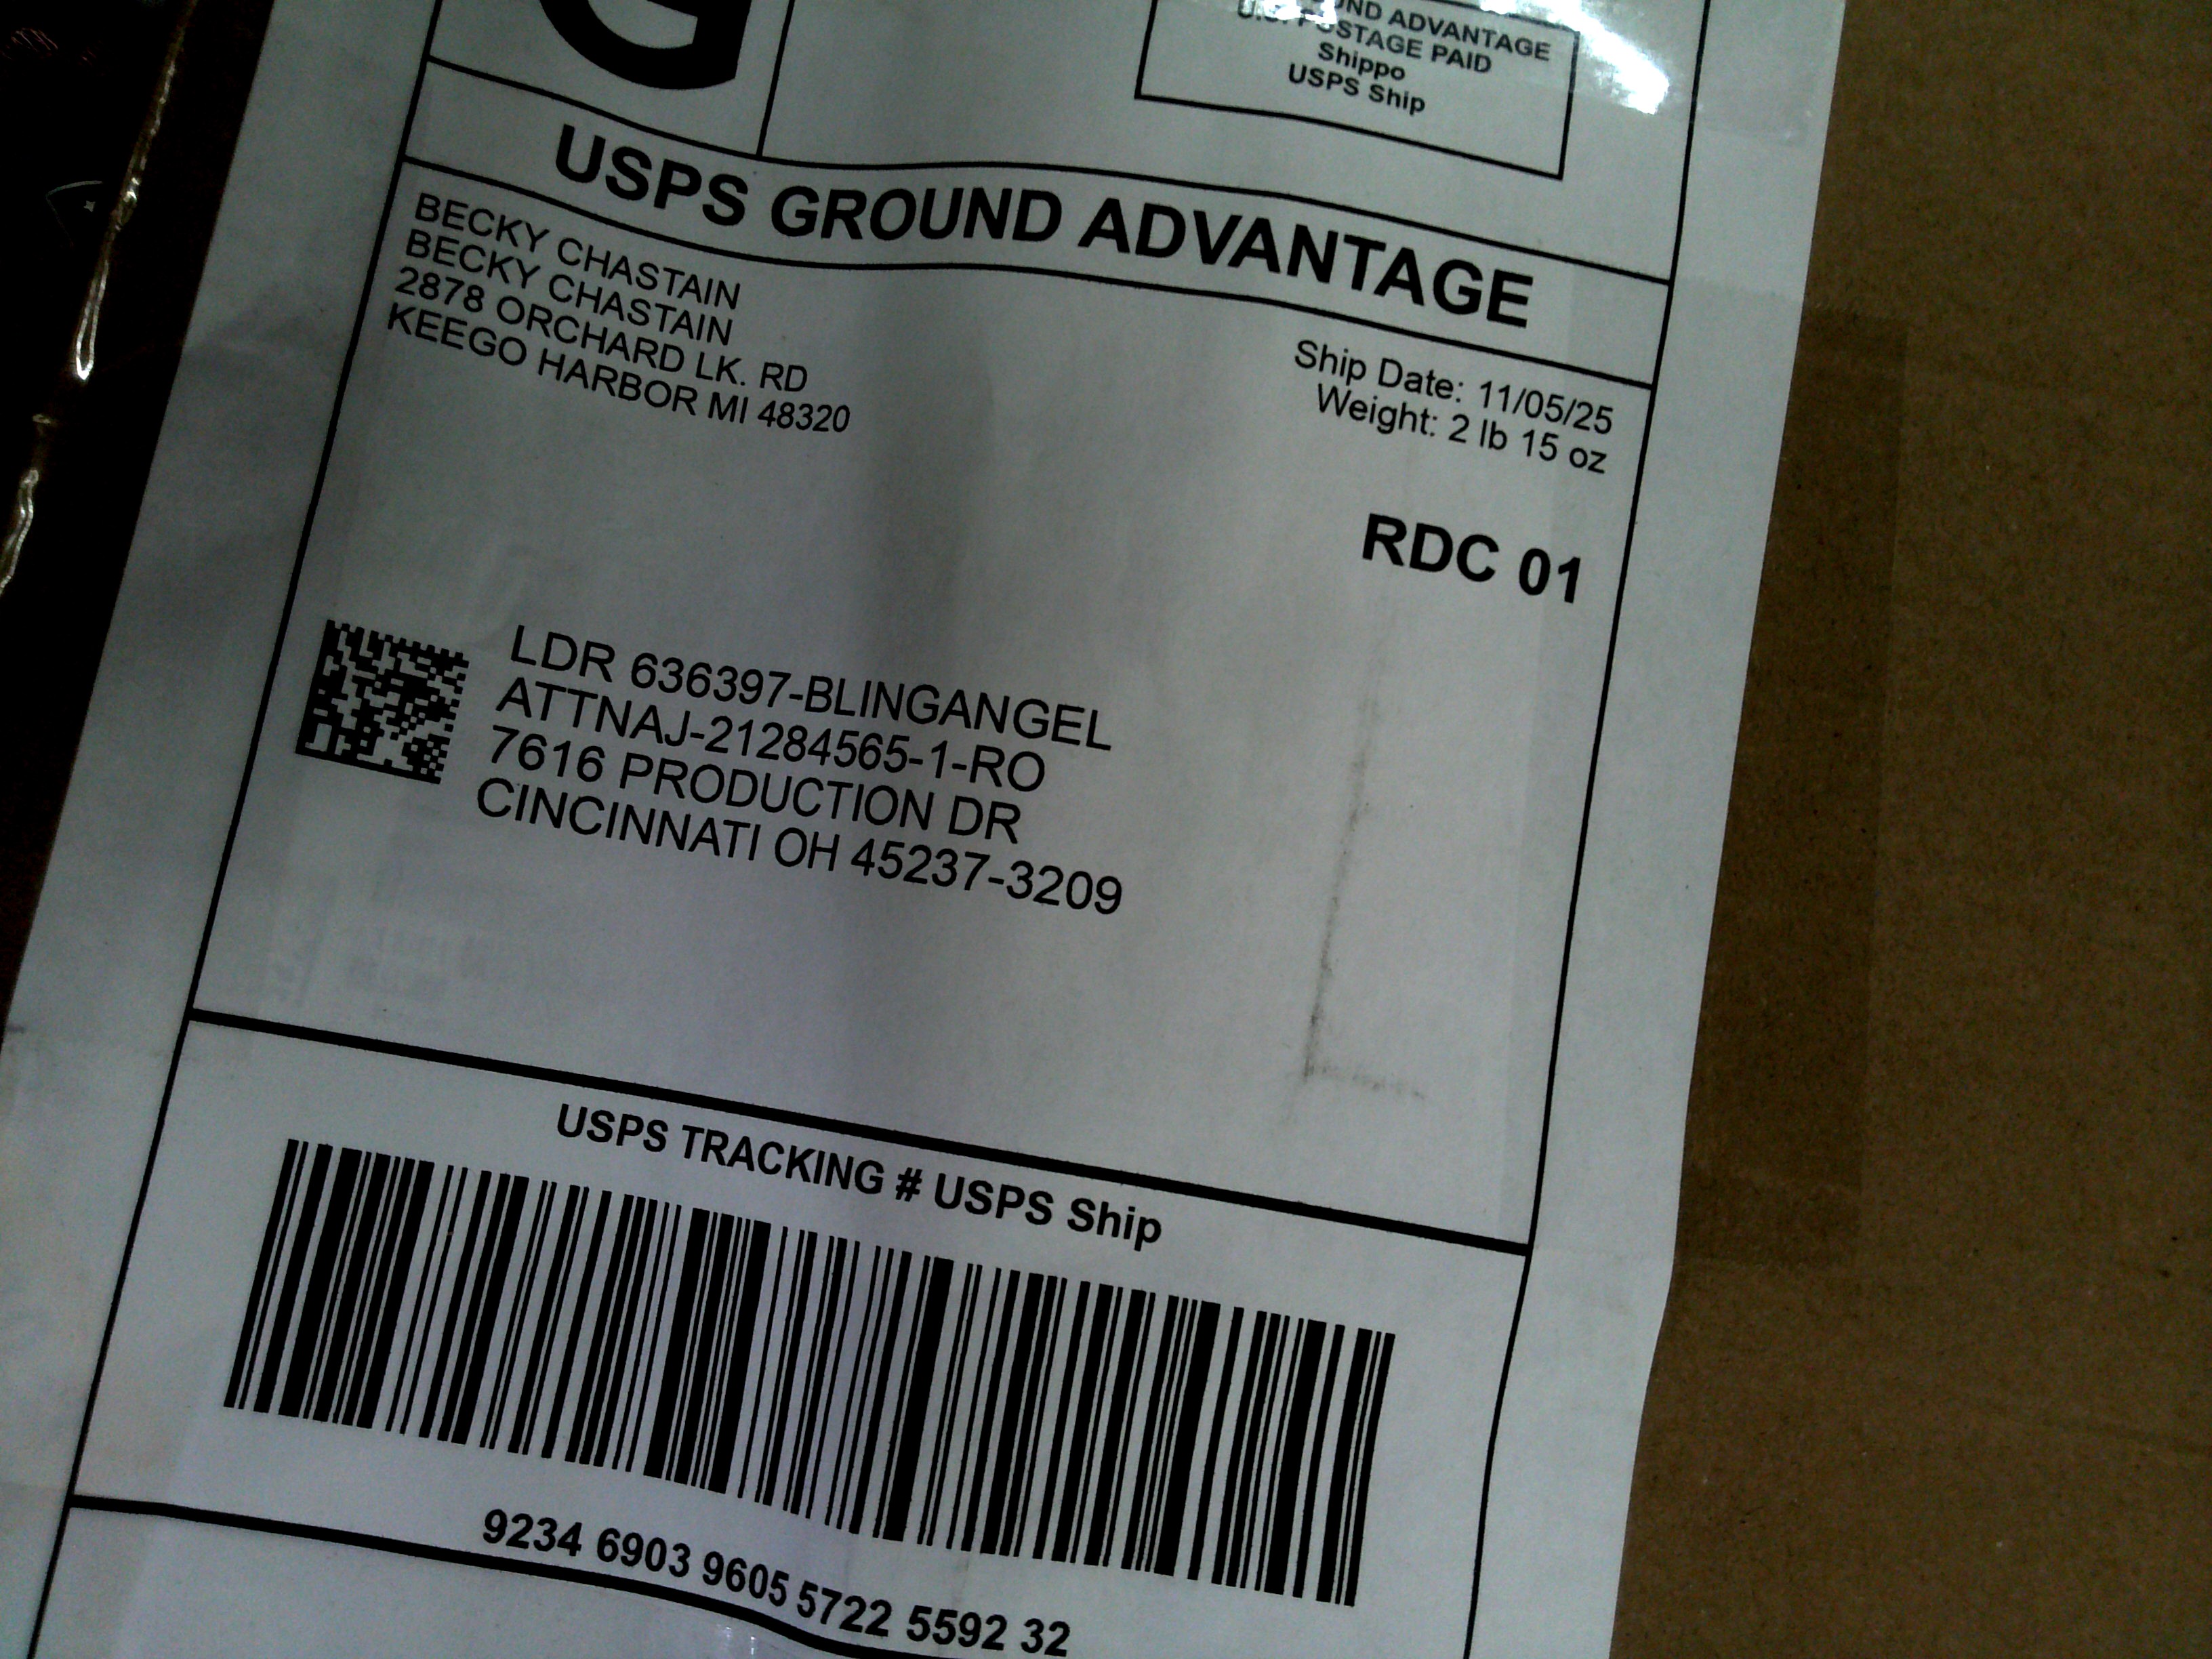 G
GROUND ADVANTAGE
U.S. POSTAGE PAID
Shippo
USPS Ship
USPS GROUND ADVANTAGE
BECKY CHASTAIN
BECKY CHASTAIN
2878 ORCHARD LK. RD
KEEGO HARBOR MI 48320
Ship Date: 11/05/25
Weight: 2 lb 15 oz
RDC 01
LDR 636397-BLINGANGEL
ATTNAJ-21284565-1-RO
7616 PRODUCTION DR
CINCINNATI OH 45237-3209
USPS TRACKING # USPS Ship
9234 6903 9605 5722 5592 32